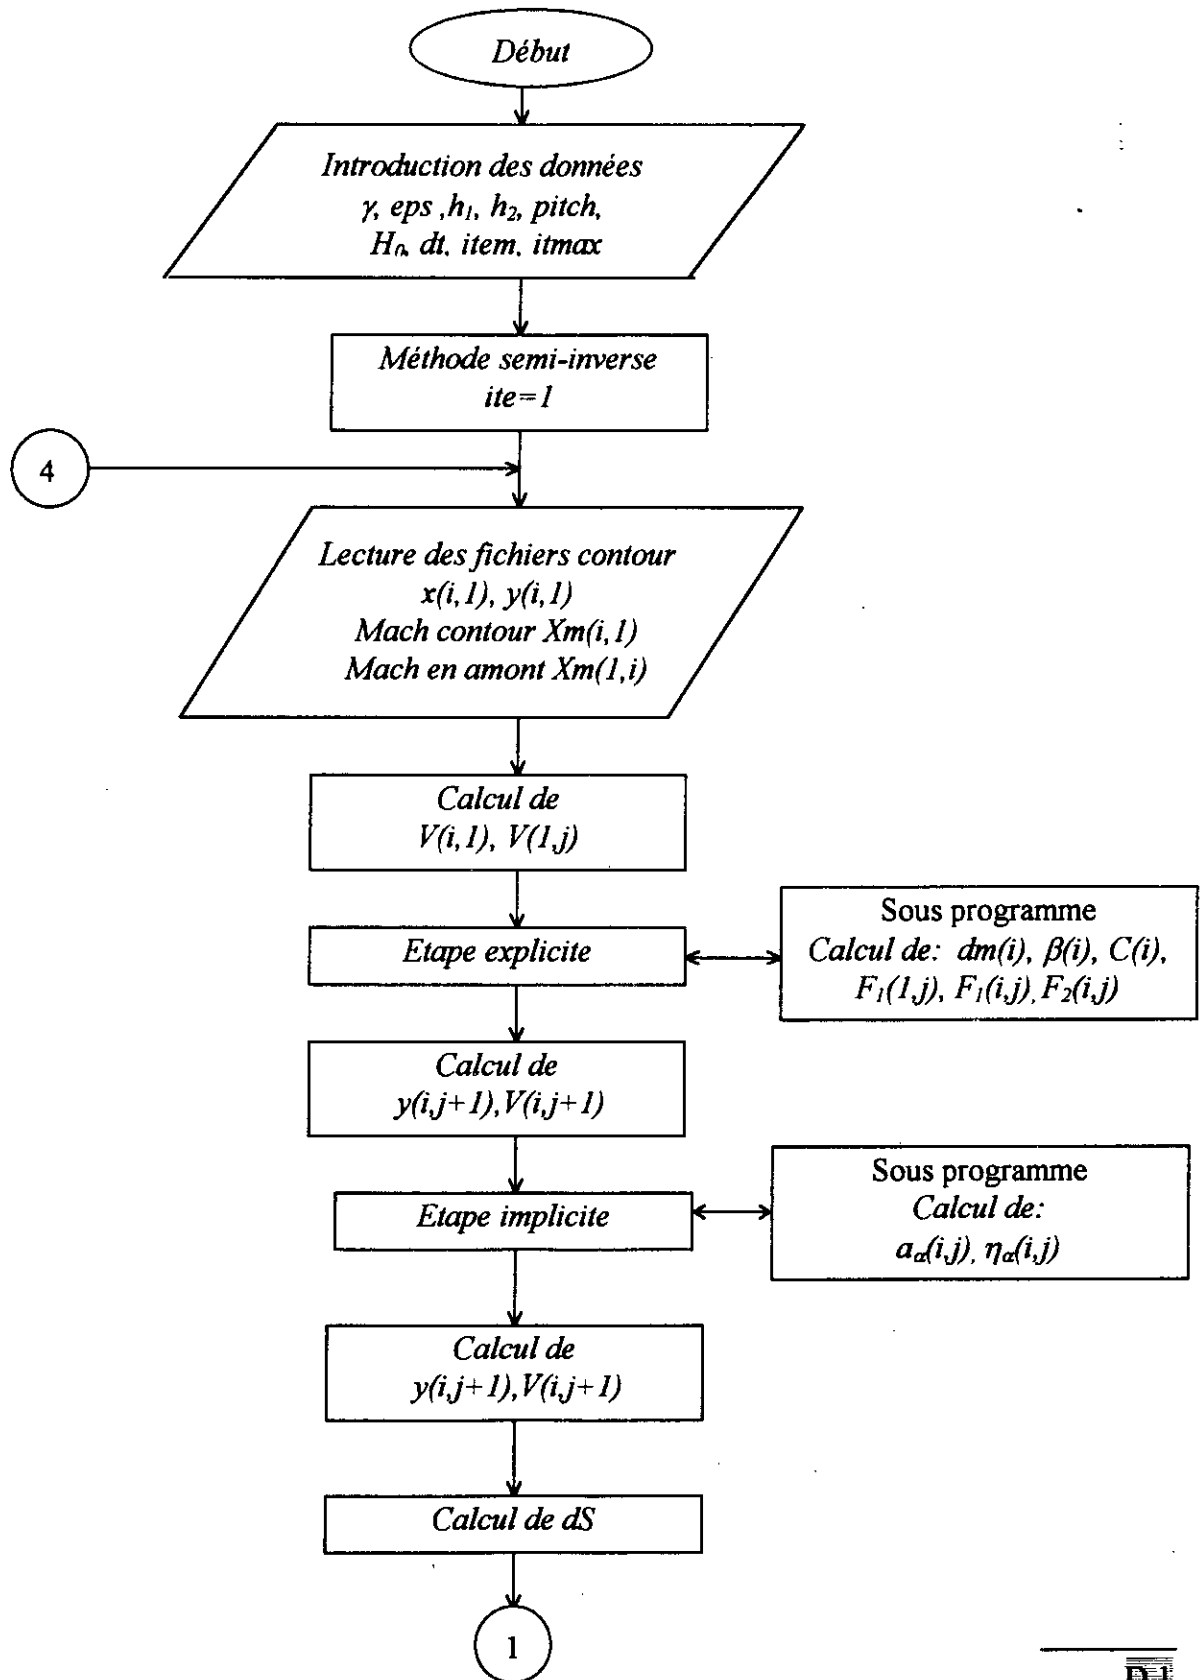 Début
Introduction des données
γ, eps ,h₁, h₂, pitch,
H₀, dt, item, itmax
Méthode semi-inverse
ite=1
4
Lecture des fichiers contour
x(i,1), y(i,1)
Mach contour Xm(i,1)
Mach en amont Xm(1,i)
Calcul de
V(i,1), V(1,j)
Etape explicite
Sous programme
Calcul de: dm(i), β(i), C(i),
F₁(1,j), F₁(i,j), F₂(i,j)
Calcul de
y(i,j+1),V(i,j+1)
Etape implicite
Sous programme
Calcul de:
aα(i,j), ηα(i,j)
Calcul de
y(i,j+1),V(i,j+1)
Calcul de dS
1
D.1